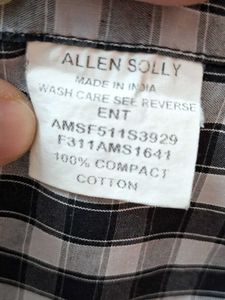 ALLEN SOLLY
MADE IN INDIA
WASH CARE SEE REVERSE
ENT
AMSF511S3929
F311AMS1641
100% COMPACT
COTTON